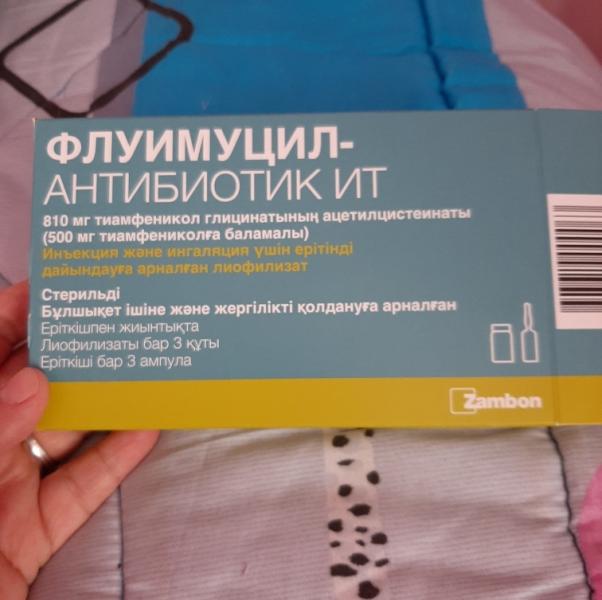 ФЛУИМУЦИЛ-
АНТИБИОТИК ИТ
810 мг тиамфеникол глицинатының ацетилцистеинаты
(500 мг тиамфениколға баламалы)
Инъекция және ингаляция үшін ерітінді
дайындауға арналған лиофилизат
Стерильді
Бұлшықет ішіне және жергілікті қолдануға арналған
Еріткішпен жиынтықта
Лиофилизаты бар 3 құты
Еріткіші бар 3 ампула
Zambon